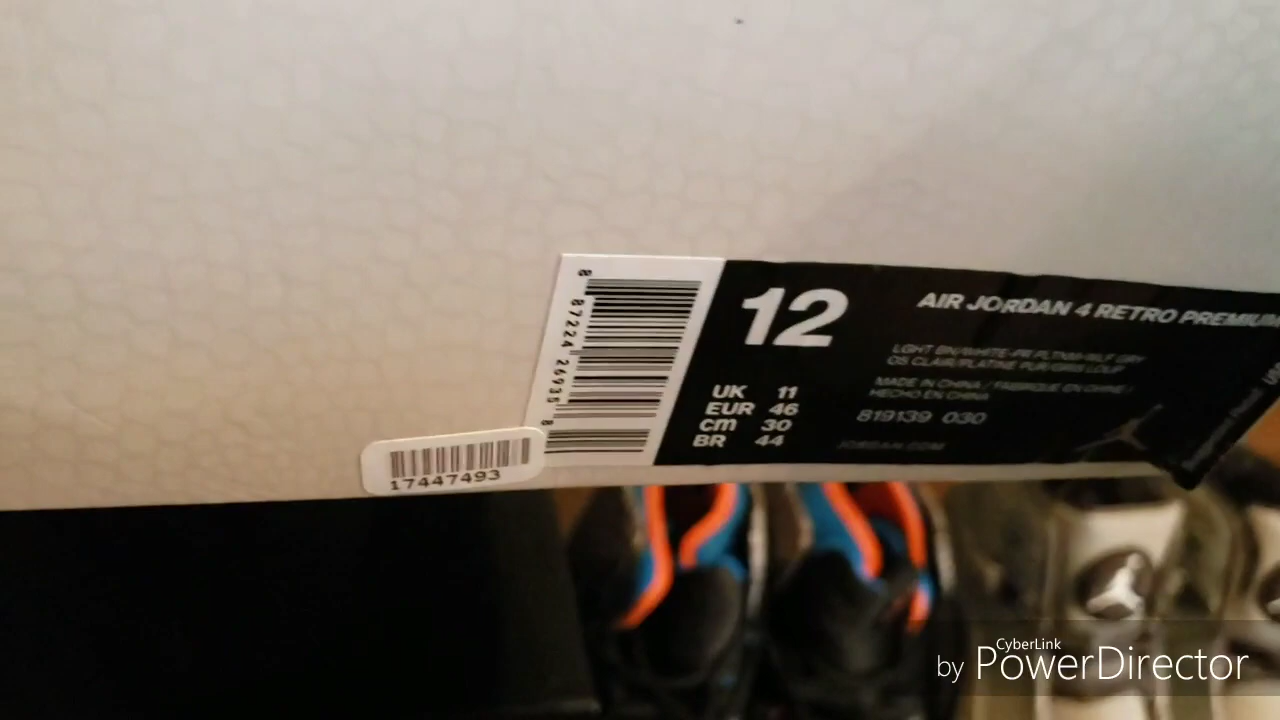 12
AIR JORDAN 4 RETRO PREMIUM
LGHT BN/WHITE-PR PLTNM-WLF GRY
OS CLAIR/PLATINE PUR/GRIS LOUP
MADE IN CHINA / FABRIQUE EN CHINE /
HECHO EN CHINA
819139 030
JORDAN.COM
UK 11
EUR 46
cm 30
BR 44
8 87224 26935 8
17447493
CyberLink
by PowerDirector